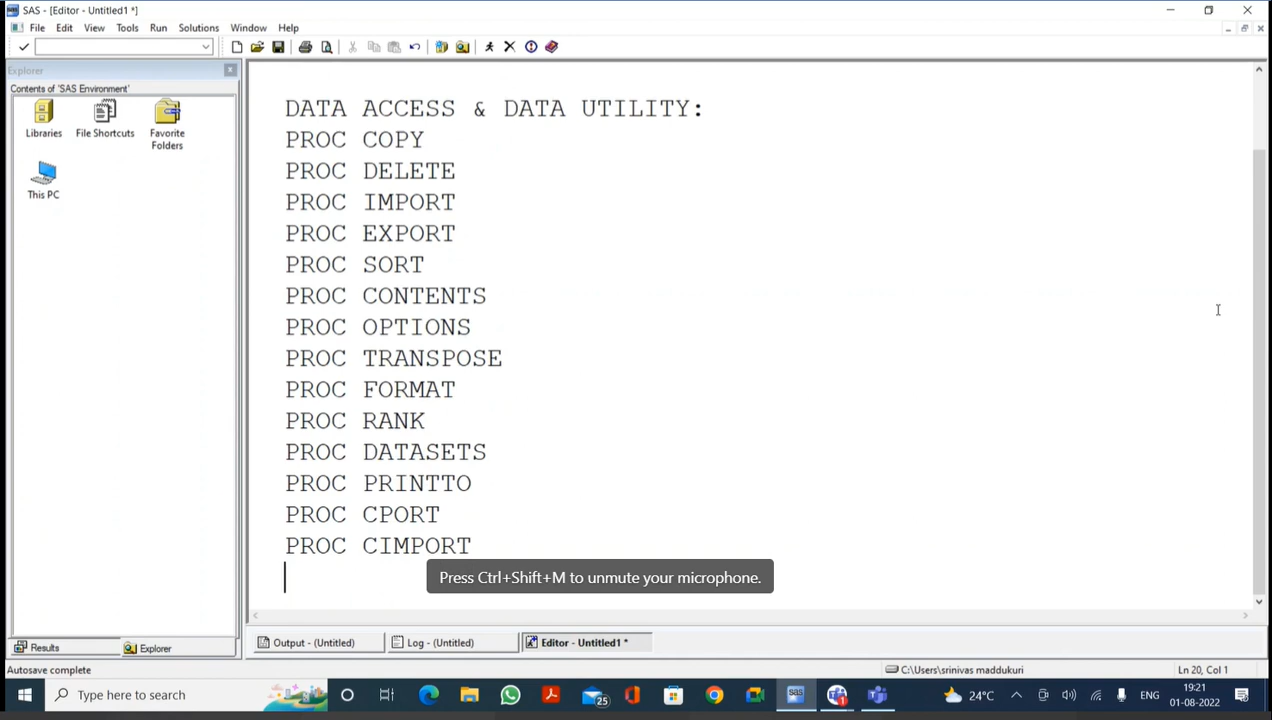 SAS - [Editor - Untitled1 *]
File Edit View Tools Run Solutions Window Help
Explorer
Contents of 'SAS Environment'
Libraries File Shortcuts Favorite Folders
This PC
DATA ACCESS & DATA UTILITY:
PROC COPY
PROC DELETE
PROC IMPORT
PROC EXPORT
PROC SORT
PROC CONTENTS
PROC OPTIONS
PROC TRANSPOSE
PROC FORMAT
PROC RANK
PROC DATASETS
PROC PRINTTO
PROC CPORT
PROC CIMPORT
Press Ctrl+Shift+M to unmute your microphone.
Results Explorer Output - (Untitled) Log - (Untitled) Editor - Untitled1 *
Autosave complete C:\Users\srinivas maddukuri Ln 20, Col 1
Type here to search 25 sas 1 24°C ENG 19:21
01-08-2022